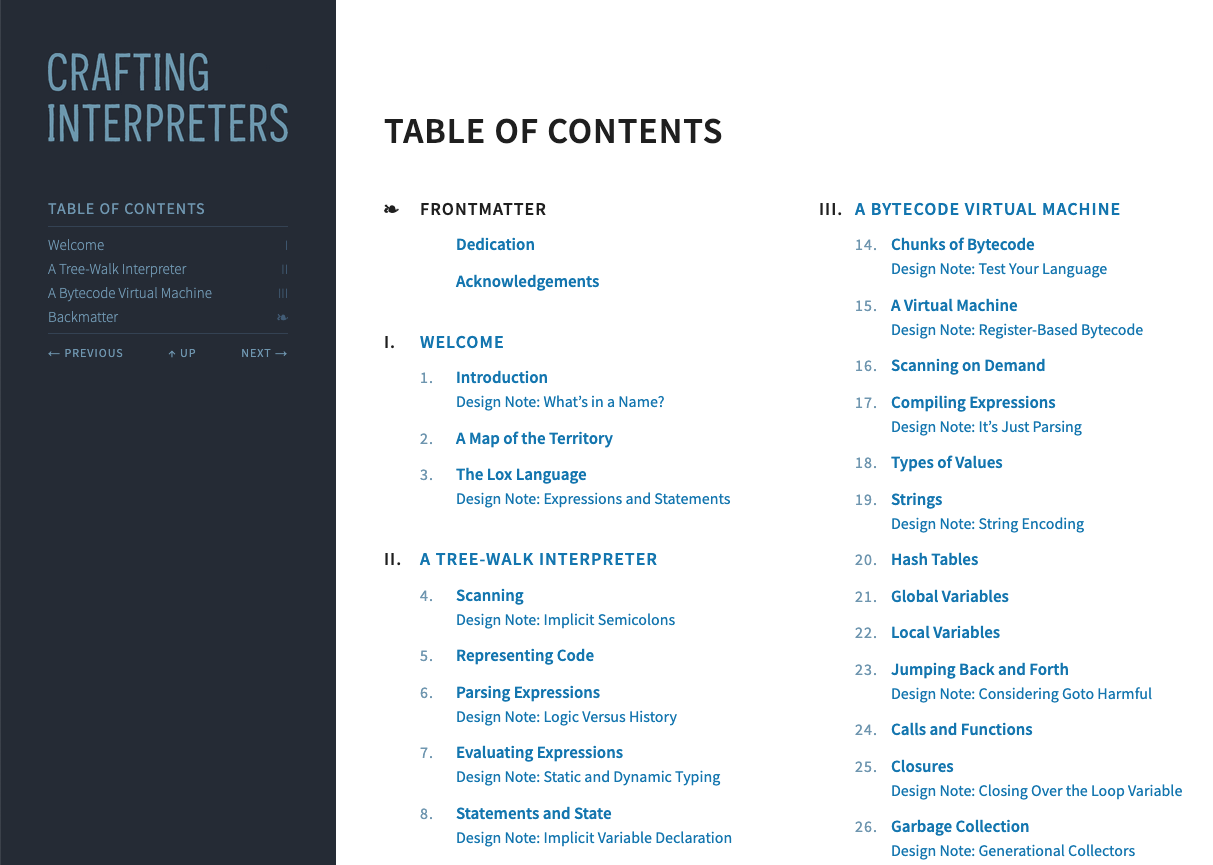 CRAFTING
INTERPRETERS
TABLE OF CONTENTS
Welcome I
A Tree-Walk Interpreter II
A Bytecode Virtual Machine III
Backmatter ❧
← PREVIOUS ↑ UP NEXT →
TABLE OF CONTENTS
❧ FRONTMATTER
Dedication
Acknowledgements
I. WELCOME
1. Introduction
Design Note: What’s in a Name?
2. A Map of the Territory
3. The Lox Language
Design Note: Expressions and Statements
II. A TREE-WALK INTERPRETER
4. Scanning
Design Note: Implicit Semicolons
5. Representing Code
6. Parsing Expressions
Design Note: Logic Versus History
7. Evaluating Expressions
Design Note: Static and Dynamic Typing
8. Statements and State
Design Note: Implicit Variable Declaration
III. A BYTECODE VIRTUAL MACHINE
14. Chunks of Bytecode
Design Note: Test Your Language
15. A Virtual Machine
Design Note: Register-Based Bytecode
16. Scanning on Demand
17. Compiling Expressions
Design Note: It’s Just Parsing
18. Types of Values
19. Strings
Design Note: String Encoding
20. Hash Tables
21. Global Variables
22. Local Variables
23. Jumping Back and Forth
Design Note: Considering Goto Harmful
24. Calls and Functions
25. Closures
Design Note: Closing Over the Loop Variable
26. Garbage Collection
Design Note: Generational Collectors